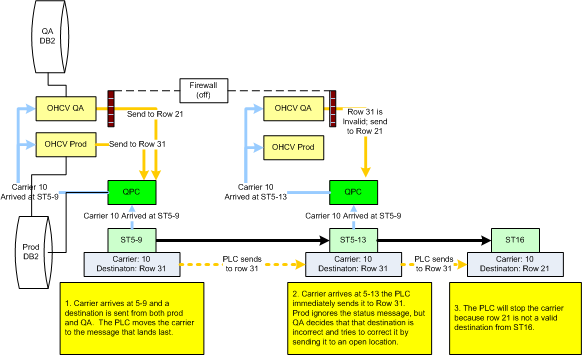 QA
DB2
Firewall
(off)
OHCV QA
OHCV QA
Send to Row 21
Row 31 is
Invalid; send
to Row 21
OHCV Prod
Send to Row 31
OHCV Prod
Carrier 10
Arrived at ST5-9
QPC
Carrier 10
Arrived at ST5-13
QPC
Carrier 10 Arrived at ST5-9
Carrier 10 Arrived at ST5-9
Prod
DB2
ST5-9
ST5-13
ST16
Carrier: 10
Destinaton: Row 31
PLC sends
to row 31
Carrier: 10
Destinaton: Row 31
PLC sends
to row 31
Carrier: 10
Destinaton: Row 21
1. Carrier arrives at 5-9 and a
destination is sent from both
prod and QA. The PLC moves the carrier
to the message that lands last.
2. Carrier arrives at 5-13 the PLC
immediately sends it to Row 31.
Prod ignores the status message, but
QA decides that that destination is
incorrect and tries to correct it by
sending it to an open location.
3. The PLC will stop the carrier
because row 21 is not a valid
destination from ST16.